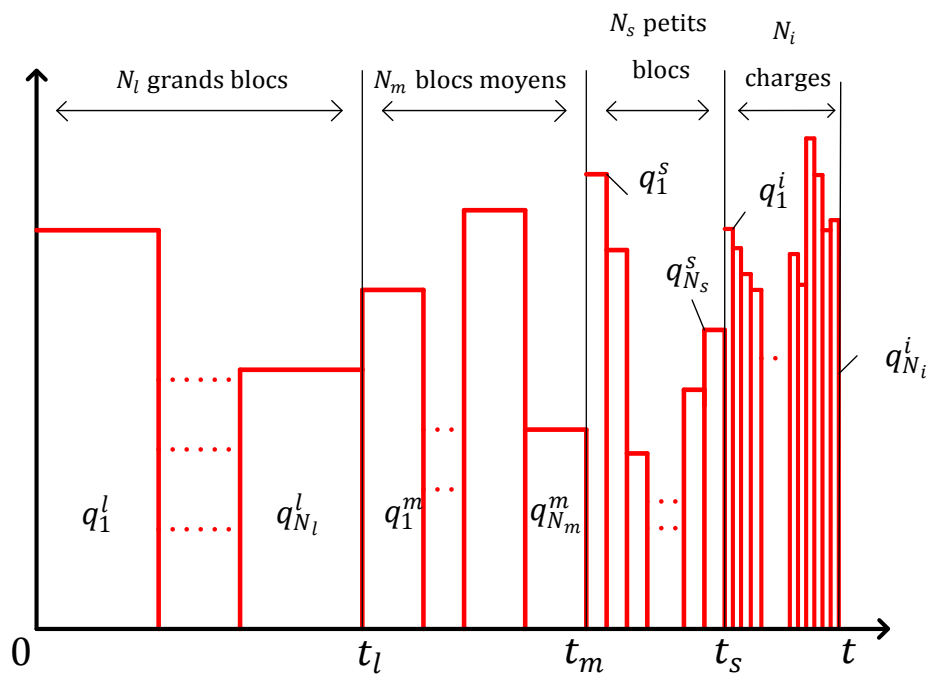 N_s petits
blocs
N_i
charges
N_l grands blocs
N_m blocs moyens
q_1^s
q_1^i
q_{N_s}^s
q_{N_i}^i
q_1^l
q_{N_l}^l
q_1^m
q_{N_m}^m
0
t_l
t_m
t_s
t